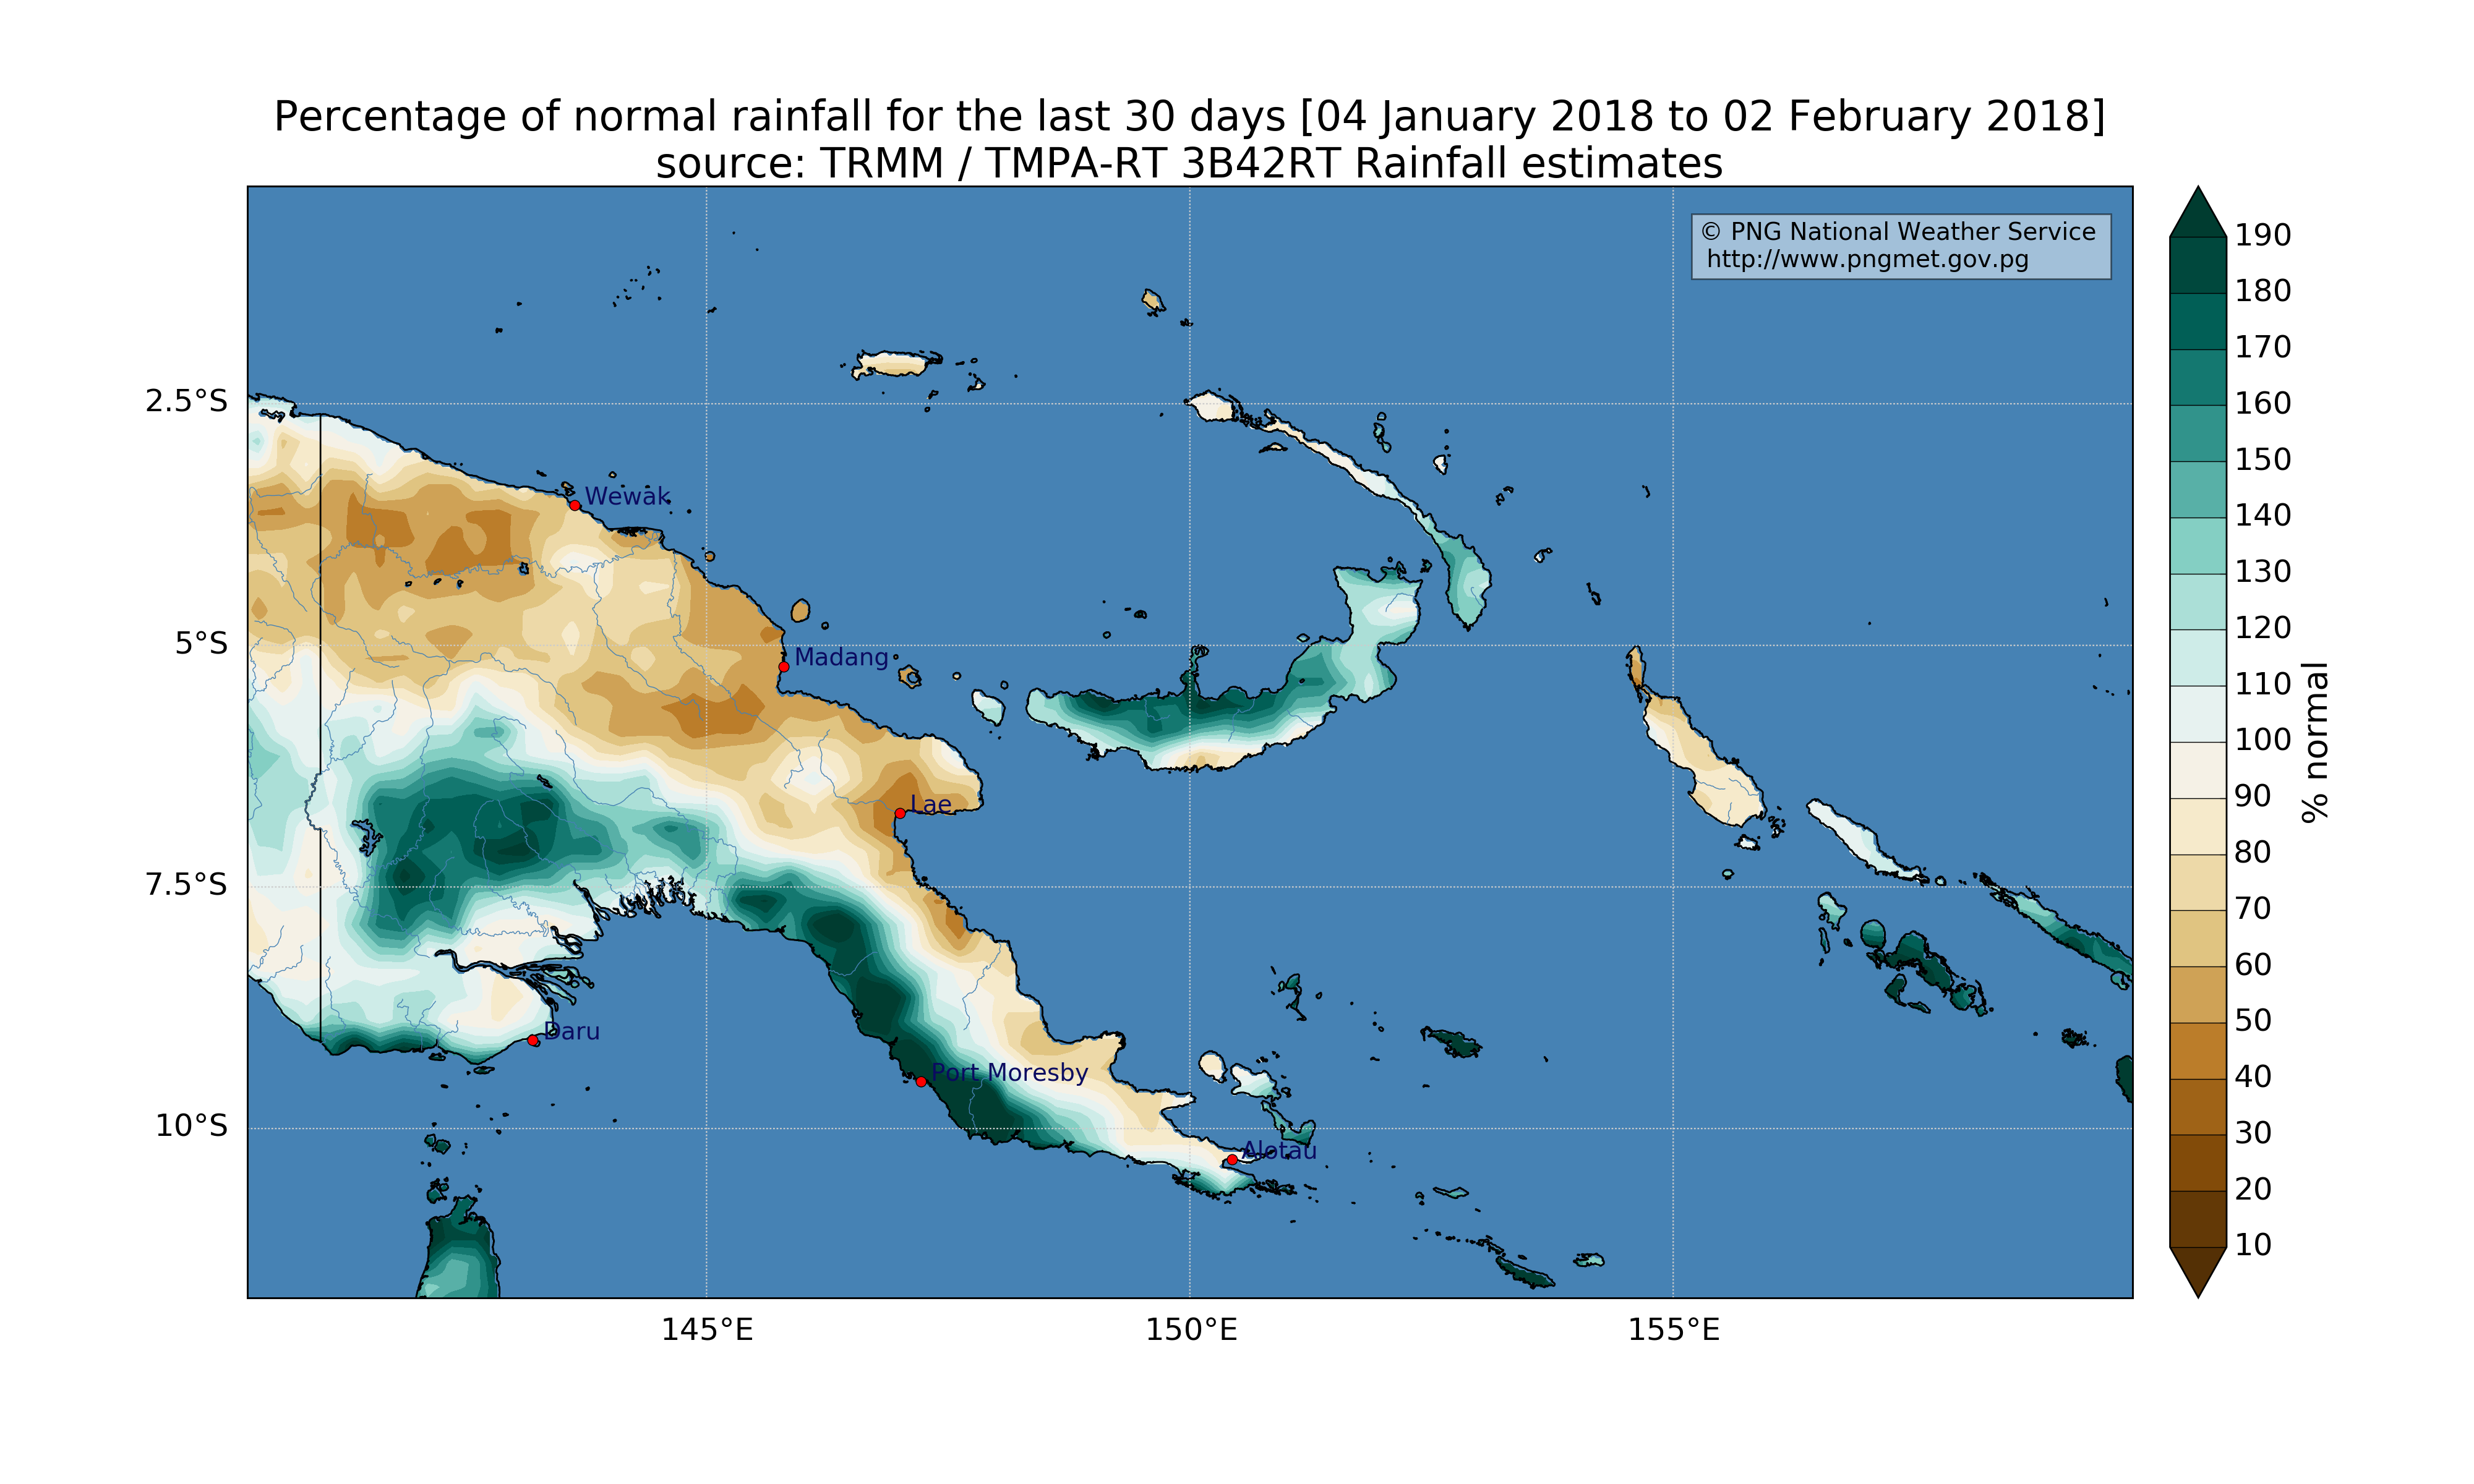 Percentage of normal rainfall for the last 30 days [04 January 2018 to 02 February 2018]
source: TRMM / TMPA-RT 3B42RT Rainfall estimates
© PNG National Weather Service
http://www.pngmet.gov.pg
2.5°S
5°S
7.5°S
10°S
Wewak
Madang
Lae
Daru
Port Moresby
Alotau
145°E
150°E
155°E
190
180
170
160
150
140
130
120
110
100
90
80
70
60
50
40
30
20
10
% normal